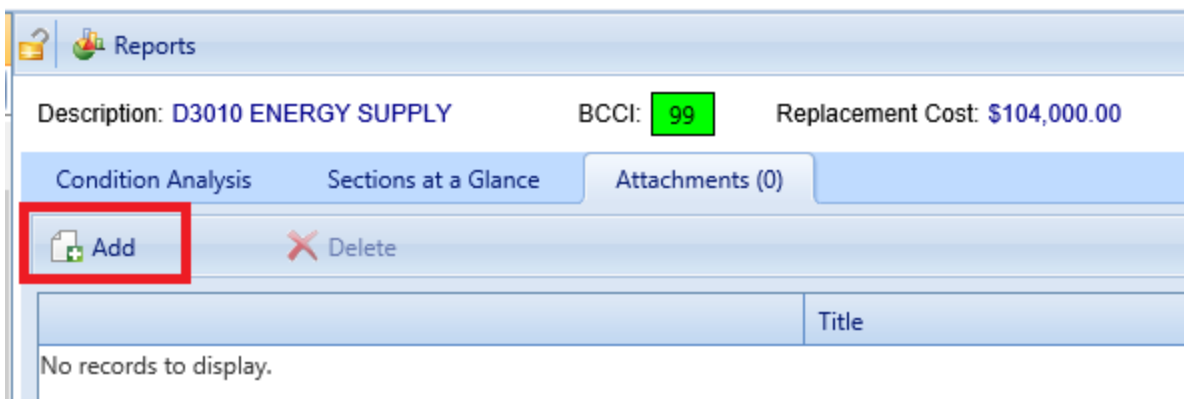 Reports
Description: D3010 ENERGY SUPPLY BCCI: 99 Replacement Cost: $104,000.00
Condition Analysis Sections at a Glance Attachments (0)
Add Delete
Title
No records to display.